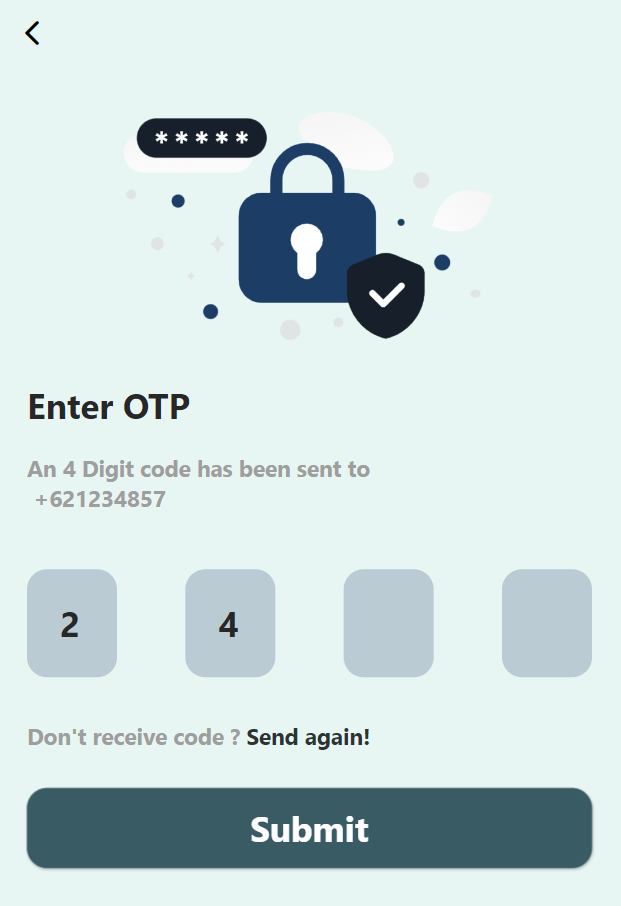 *****
Enter OTP
An 4 Digit code has been sent to
+621234857
2 4
Don't receive code ? Send again!
Submit